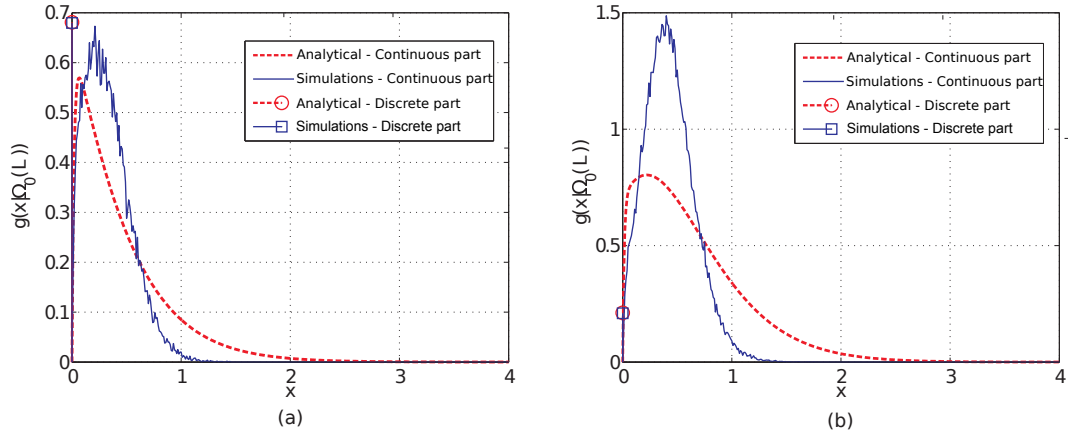 0.7
0.6
0.5
0.4
0.3
0.2
0.1
0
g(x|Ω₀(L))
Analytical - Continuous part
Simulations - Continuous part
Analytical - Discrete part
Simulations - Discrete part
0 1 2 3 4
x
(a)
1.5
1
0.5
0
g(x|Ω₀(L))
Analytical - Continuous part
Simulations - Continuous part
Analytical - Discrete part
Simulations - Discrete part
0 1 2 3 4
x
(b)